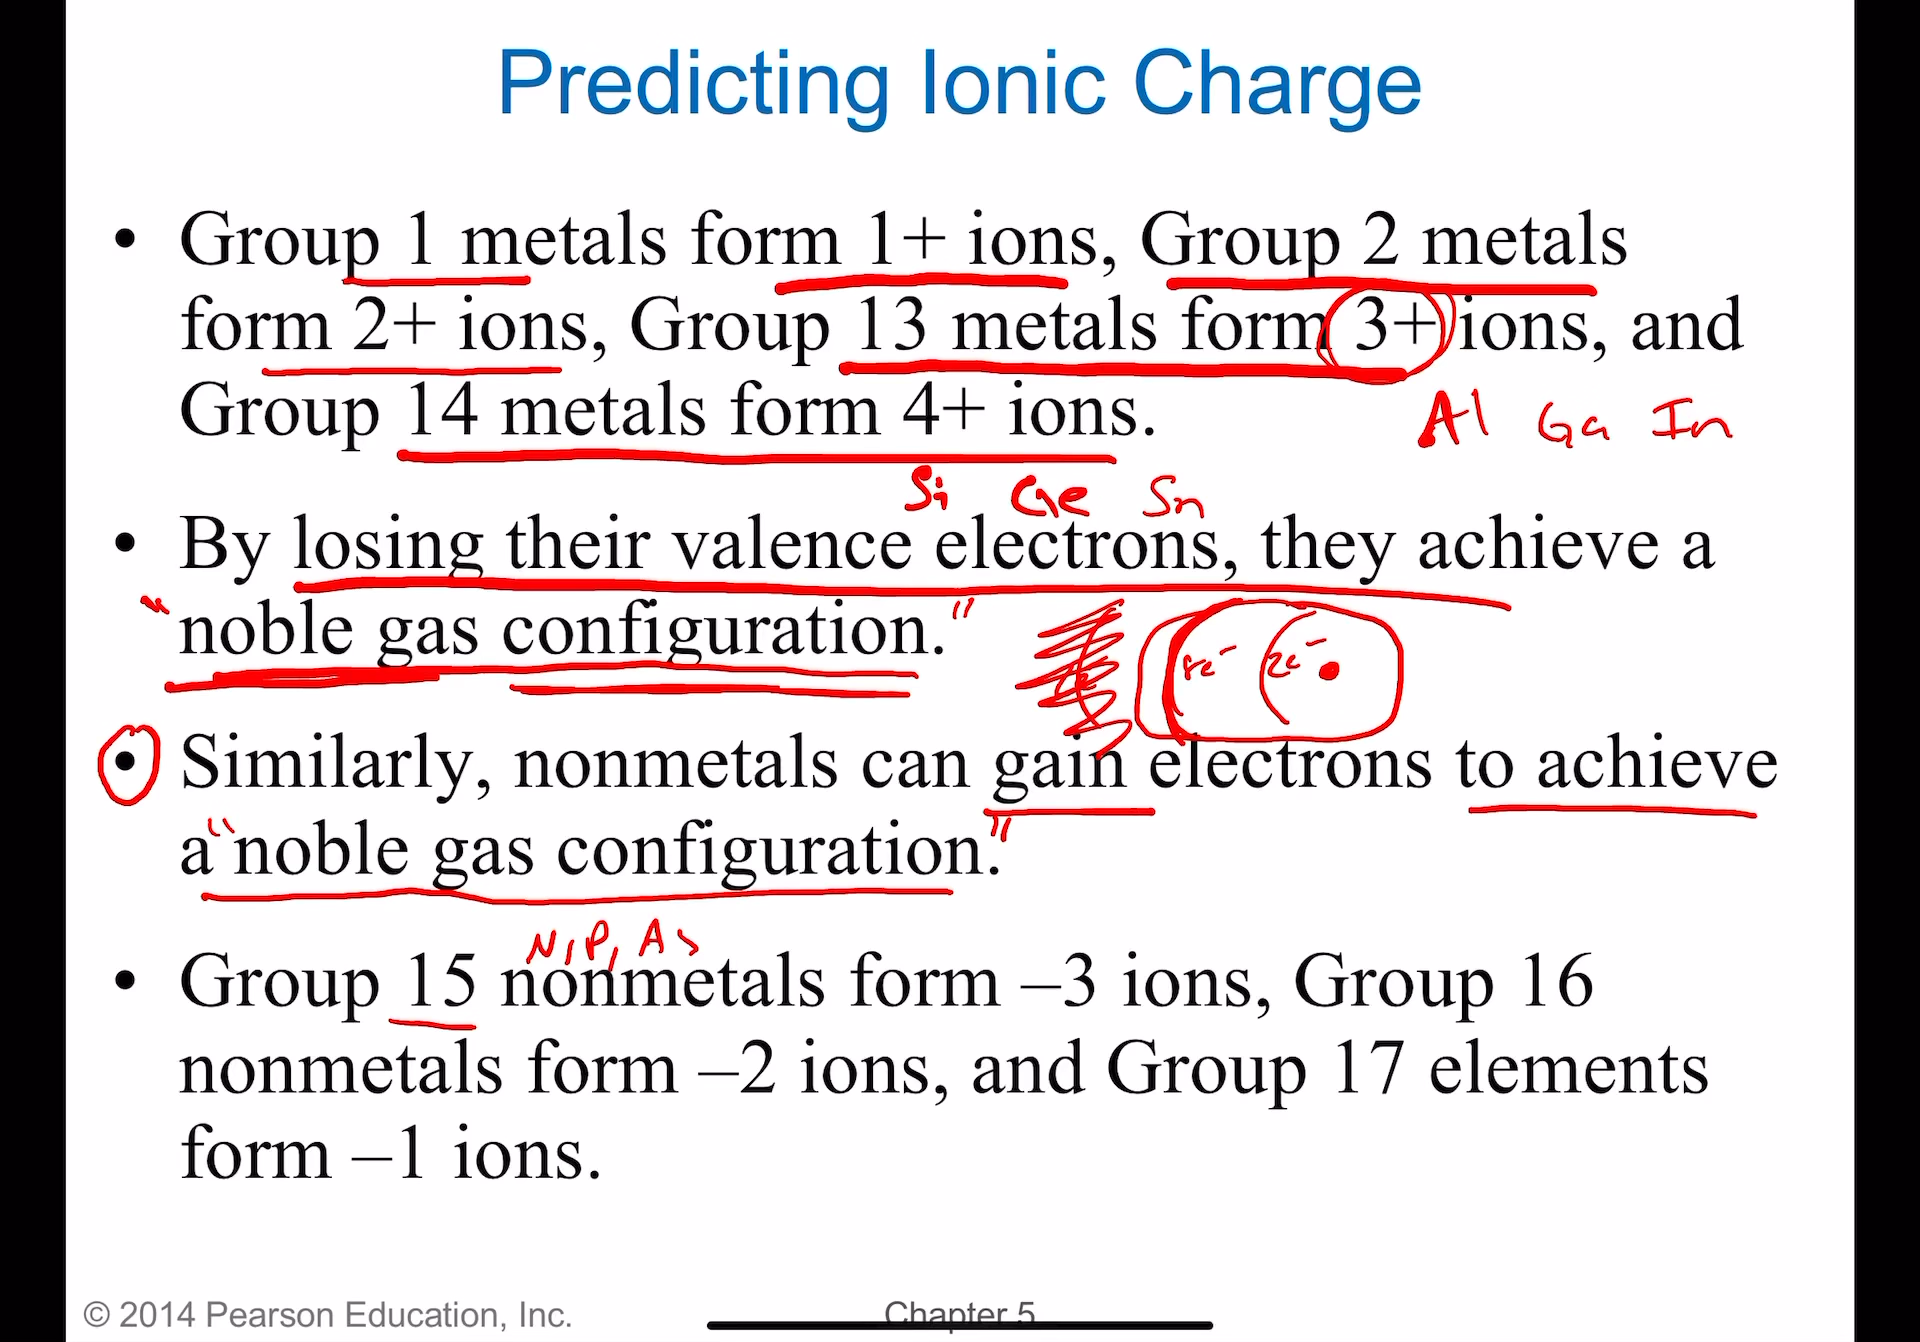 Predicting Ionic Charge
• Group 1 metals form 1+ ions, Group 2 metals
form 2+ ions, Group 13 metals form 3+ ions, and
Group 14 metals form 4+ ions.
Al Ga In
Si Ge Sn
• By losing their valence electrons, they achieve a
"noble gas configuration."
8e⁻ 2e⁻
• Similarly, nonmetals can gain electrons to achieve
a "noble gas configuration."
N, P, As
• Group 15 nonmetals form –3 ions, Group 16
nonmetals form –2 ions, and Group 17 elements
form –1 ions.
© 2014 Pearson Education, Inc.
Chapter 5